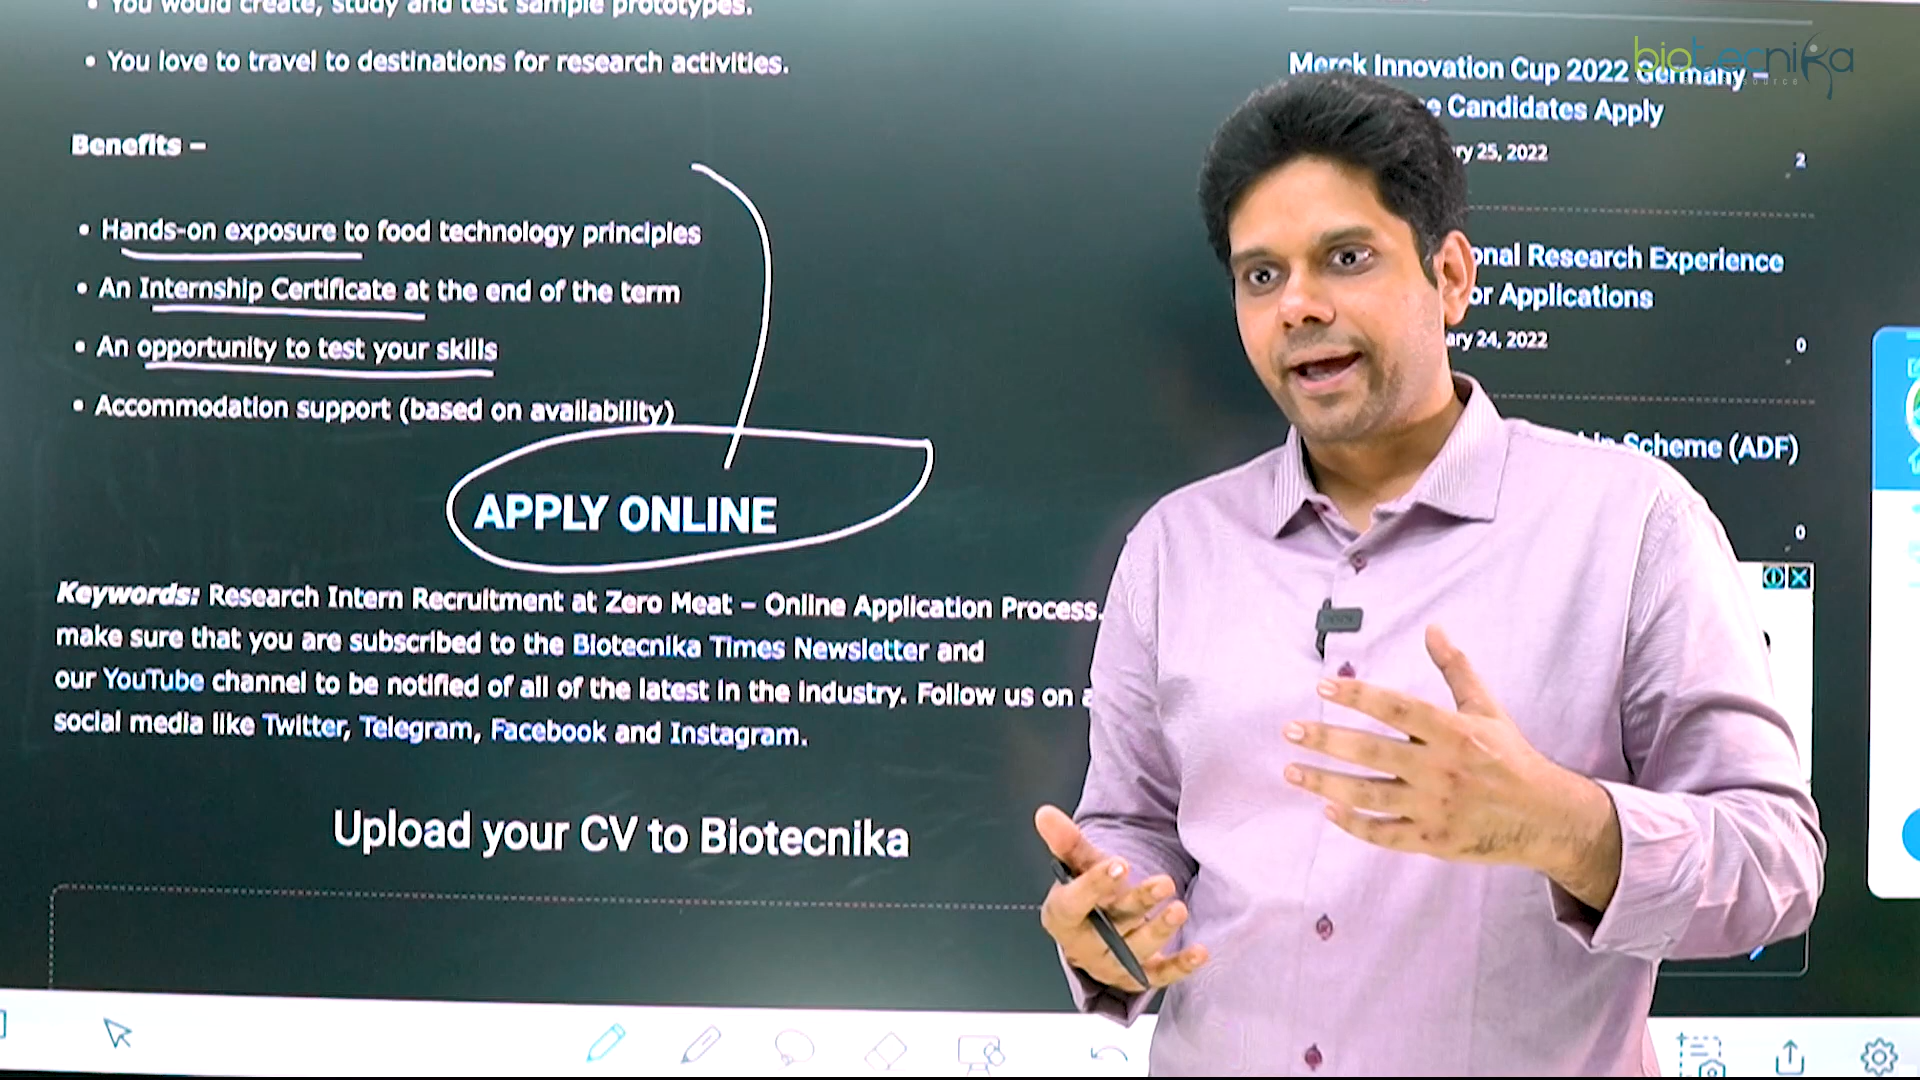 You would create, study and test sample prototypes.
You love to travel to destinations for research activities.
Benefits –
Hands-on exposure to food technology principles
An Internship Certificate at the end of the term
An opportunity to test your skills
Accommodation support (based on availability)
APPLY ONLINE
Keywords: Research Intern Recruitment at Zero Meat – Online Application Process.
make sure that you are subscribed to the Biotecnika Times Newsletter and
our YouTube channel to be notified of all of the latest in the industry. Follow us on
social media like Twitter, Telegram, Facebook and Instagram.
Upload your CV to Biotecnika
biotecnika
Merck Innovation Cup 2022 Germany –
Candidates Apply
25, 2022
2
Research Experience
Applications
24, 2022
0
Scheme (ADF)
0